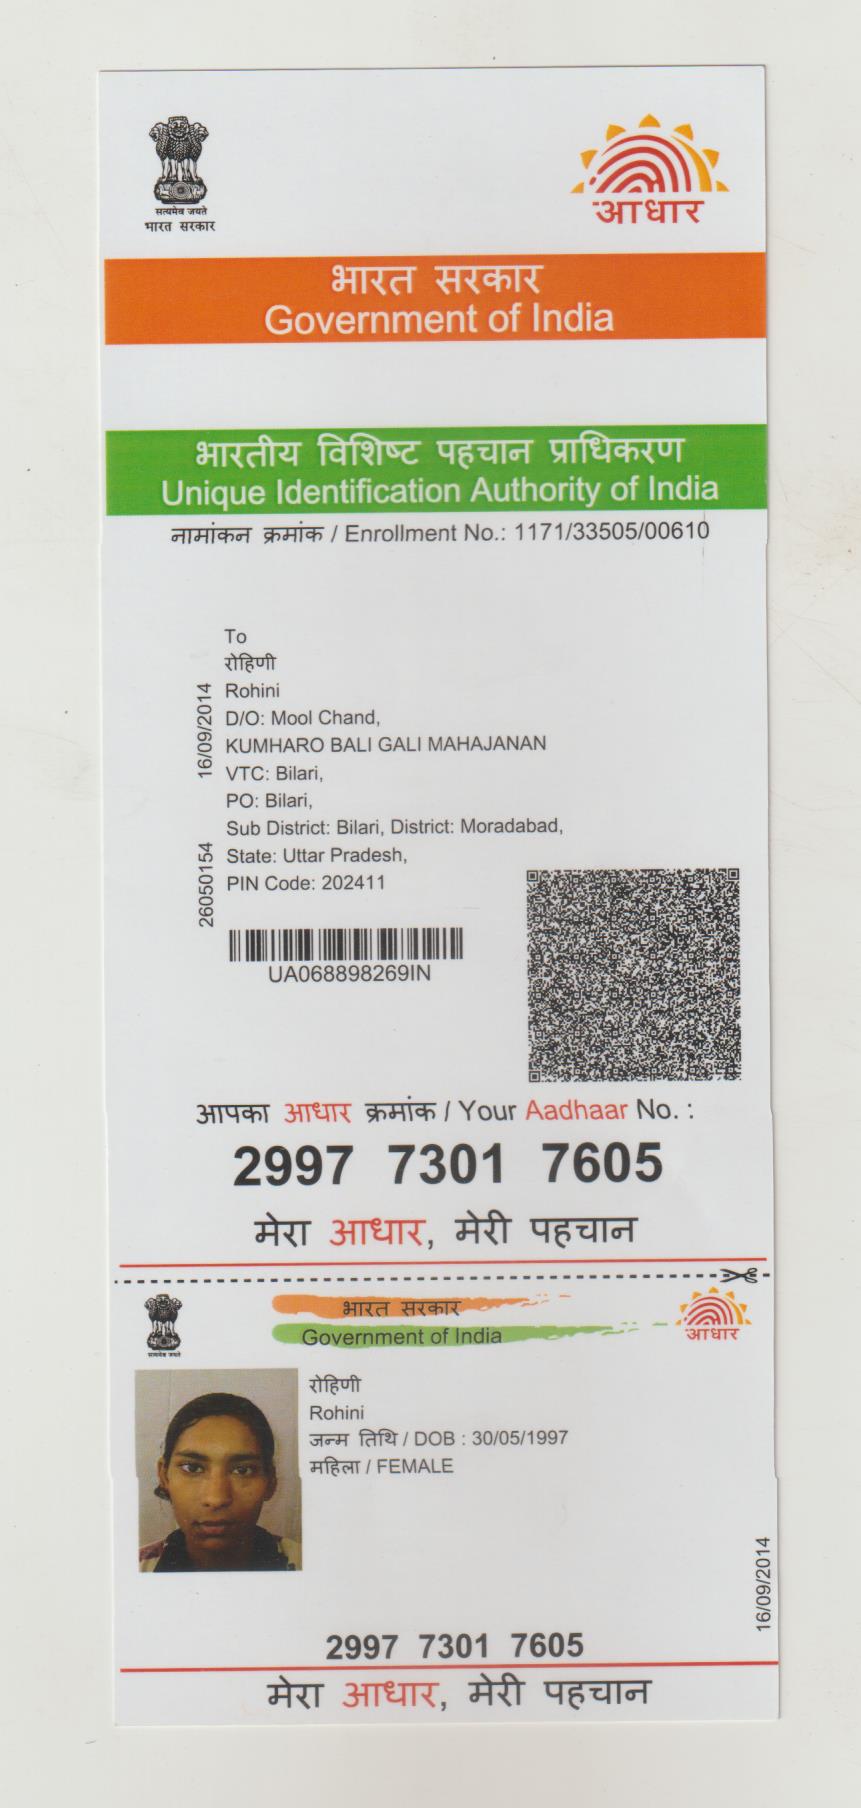 सत्यमेव जयते
भारत सरकार
आधार
भारत सरकार
Government of India
भारतीय विशिष्ट पहचान प्राधिकरण
Unique Identification Authority of India
नामांकन क्रमांक / Enrollment No.: 1171/33505/00610
To
रोहिणी
Rohini
D/O: Mool Chand,
KUMHARO BALI GALI MAHAJANAN
VTC: Bilari,
PO: Bilari,
Sub District: Bilari, District: Moradabad,
State: Uttar Pradesh,
PIN Code: 202411
16/09/2014
26050154
UA068898269IN
आपका आधार क्रमांक / Your Aadhaar No. :
2997 7301 7605
मेरा आधार, मेरी पहचान
सत्यमेव जयते
भारत सरकार
Government of India
आधार
रोहिणी
Rohini
जन्म तिथि / DOB : 30/05/1997
महिला / FEMALE
16/09/2014
2997 7301 7605
मेरा आधार, मेरी पहचान